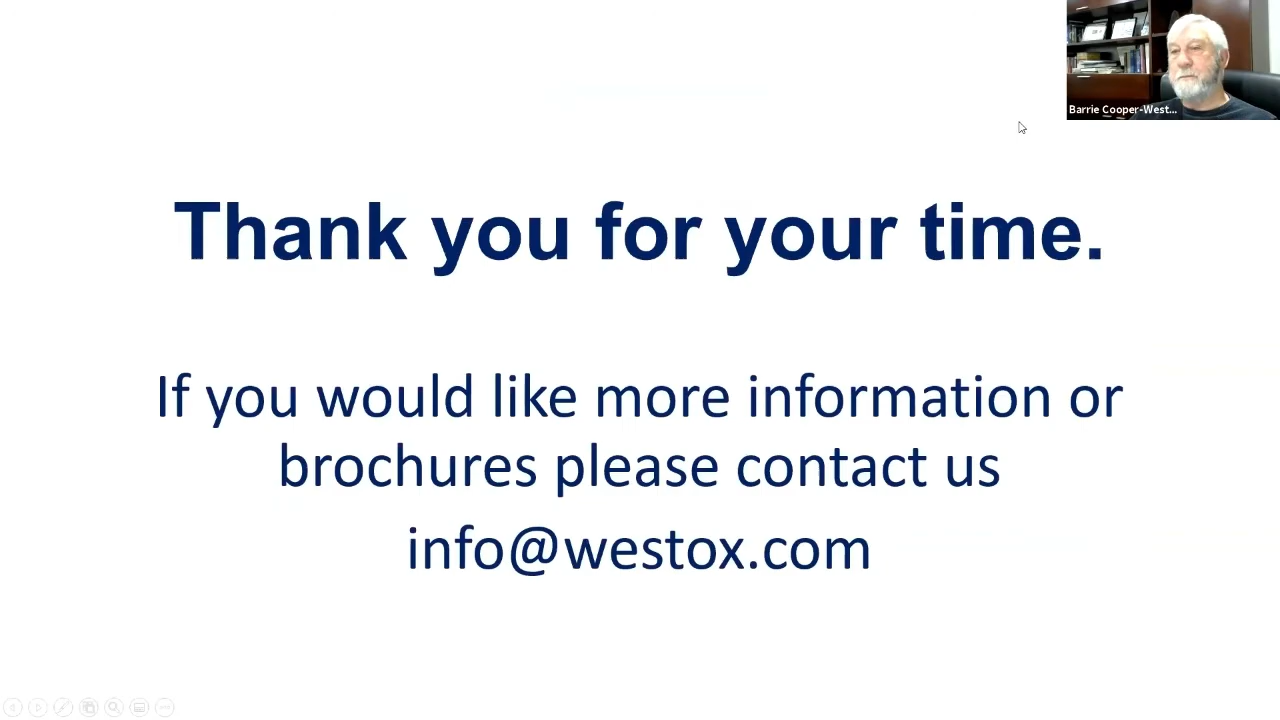 Barrie Cooper-West...
Thank you for your time.
If you would like more information or
brochures please contact us
info@westox.com